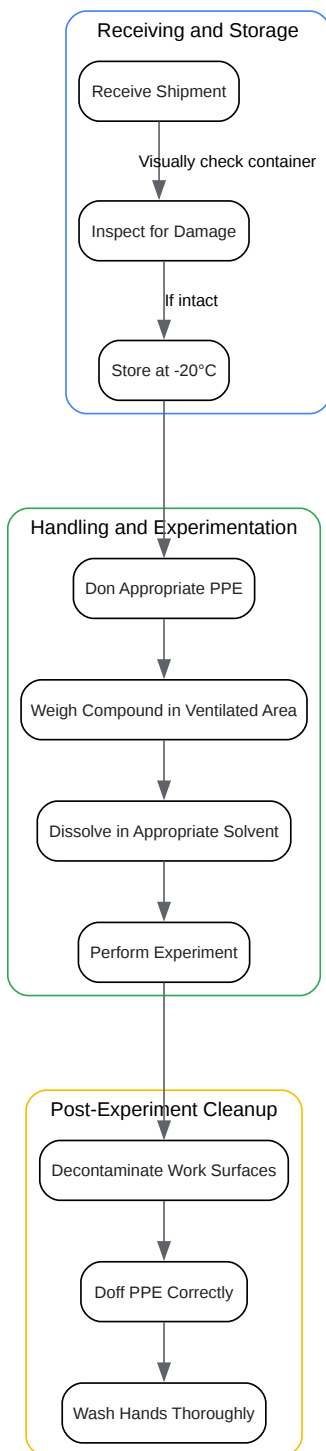 Receiving and Storage
Receive Shipment
Visually check container
Inspect for Damage
If intact
Store at -20°C
Handling and Experimentation
Don Appropriate PPE
Weigh Compound in Ventilated Area
Dissolve in Appropriate Solvent
Perform Experiment
Post-Experiment Cleanup
Decontaminate Work Surfaces
Doff PPE Correctly
Wash Hands Thoroughly